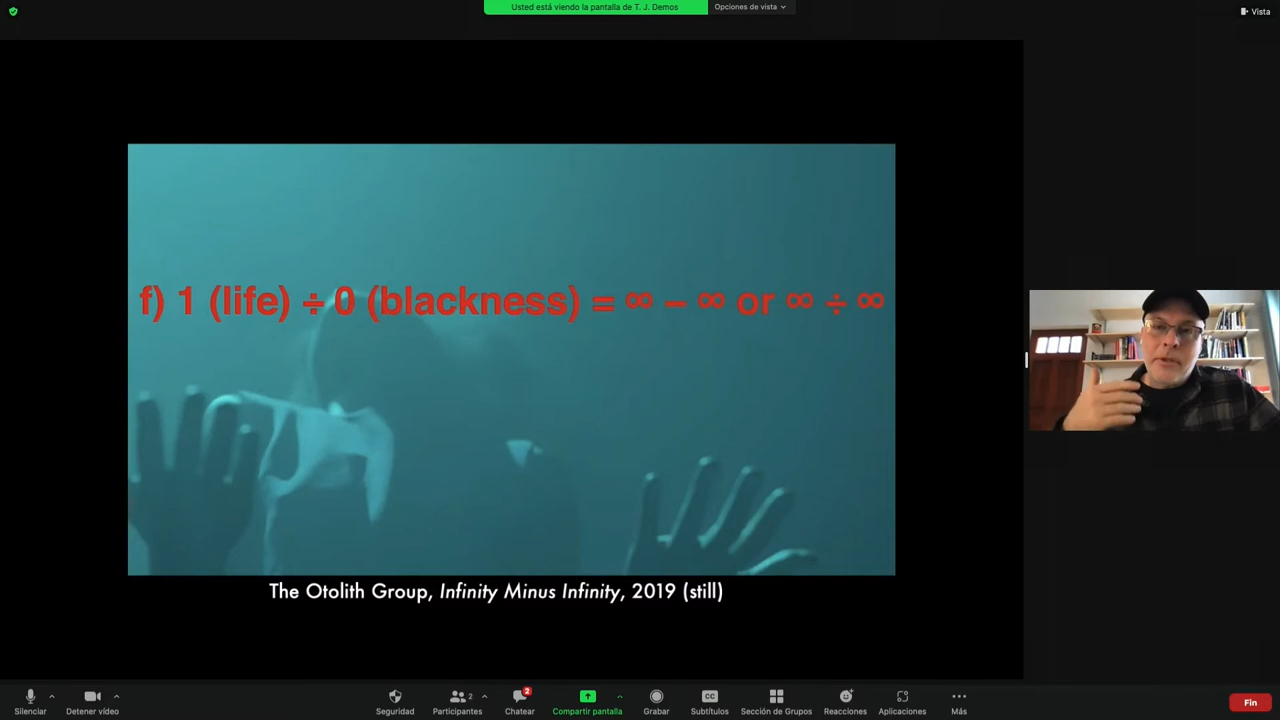 Usted está viendo la pantalla de T. J. Demos
Opciones de vista
Vista
f) 1 (life) ÷ 0 (blackness) = ∞ – ∞ or ∞ ÷ ∞
The Otolith Group, Infinity Minus Infinity, 2019 (still)
Silenciar
Detener vídeo
Seguridad
Participantes
2
Chatear
2
Compartir pantalla
Grabar
CC
Subtítulos
Sección de Grupos
Reacciones
Aplicaciones
Más
Fin